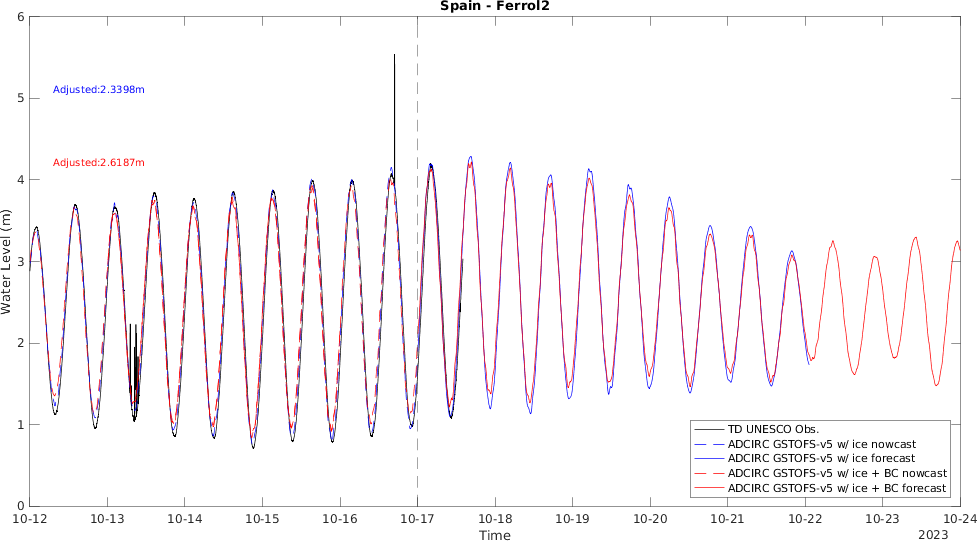 Spain - Ferrol2
6
5
4
3
2
1
0
Water Level (m)
Adjusted:2.3398m
Adjusted:2.6187m
TD UNESCO Obs.
ADCIRC GSTOFS-v5 w/ ice nowcast
ADCIRC GSTOFS-v5 w/ ice forecast
ADCIRC GSTOFS-v5 w/ ice + BC nowcast
ADCIRC GSTOFS-v5 w/ ice + BC forecast
10-12 10-13 10-14 10-15 10-16 10-17 10-18 10-19 10-20 10-21 10-22 10-23 10-24
Time
2023